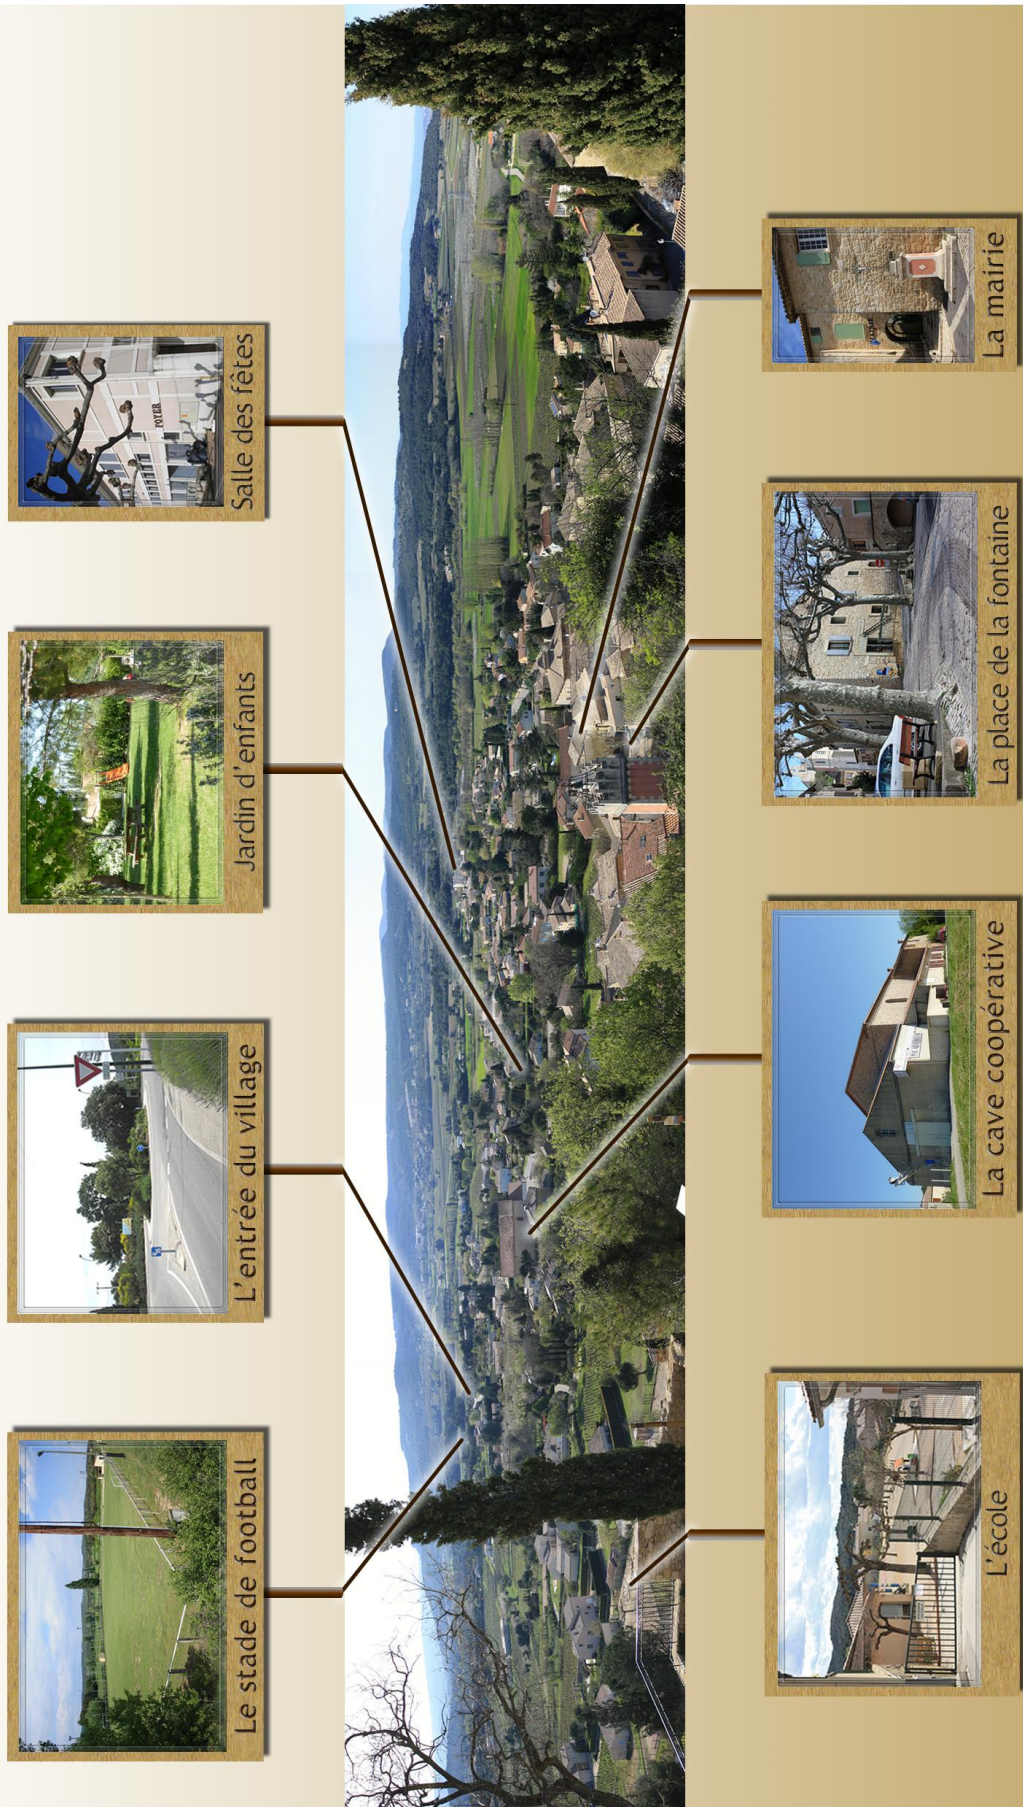 Le stade de football
L'entrée du village
Jardin d'enfants
Salle des fêtes
FOYER
L'école
La cave coopérative
La place de la fontaine
La mairie
MAIRIE